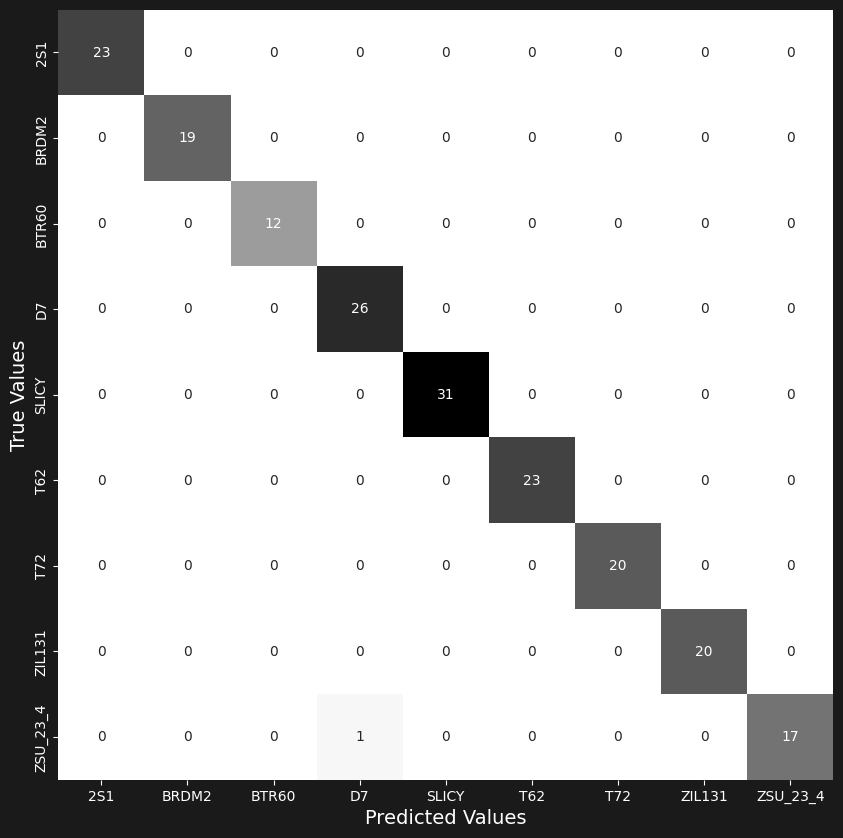 2S1 23 0 0 0 0 0 0 0 0
BRDM2 0 19 0 0 0 0 0 0 0
BTR60 0 0 12 0 0 0 0 0 0
D7 0 0 0 26 0 0 0 0 0
SLICY 0 0 0 0 31 0 0 0 0
T62 0 0 0 0 0 23 0 0 0
T72 0 0 0 0 0 0 20 0 0
ZIL131 0 0 0 0 0 0 0 20 0
ZSU_23_4 0 0 0 1 0 0 0 0 17
True Values
2S1 BRDM2 BTR60 D7 SLICY T62 T72 ZIL131 ZSU_23_4
Predicted Values